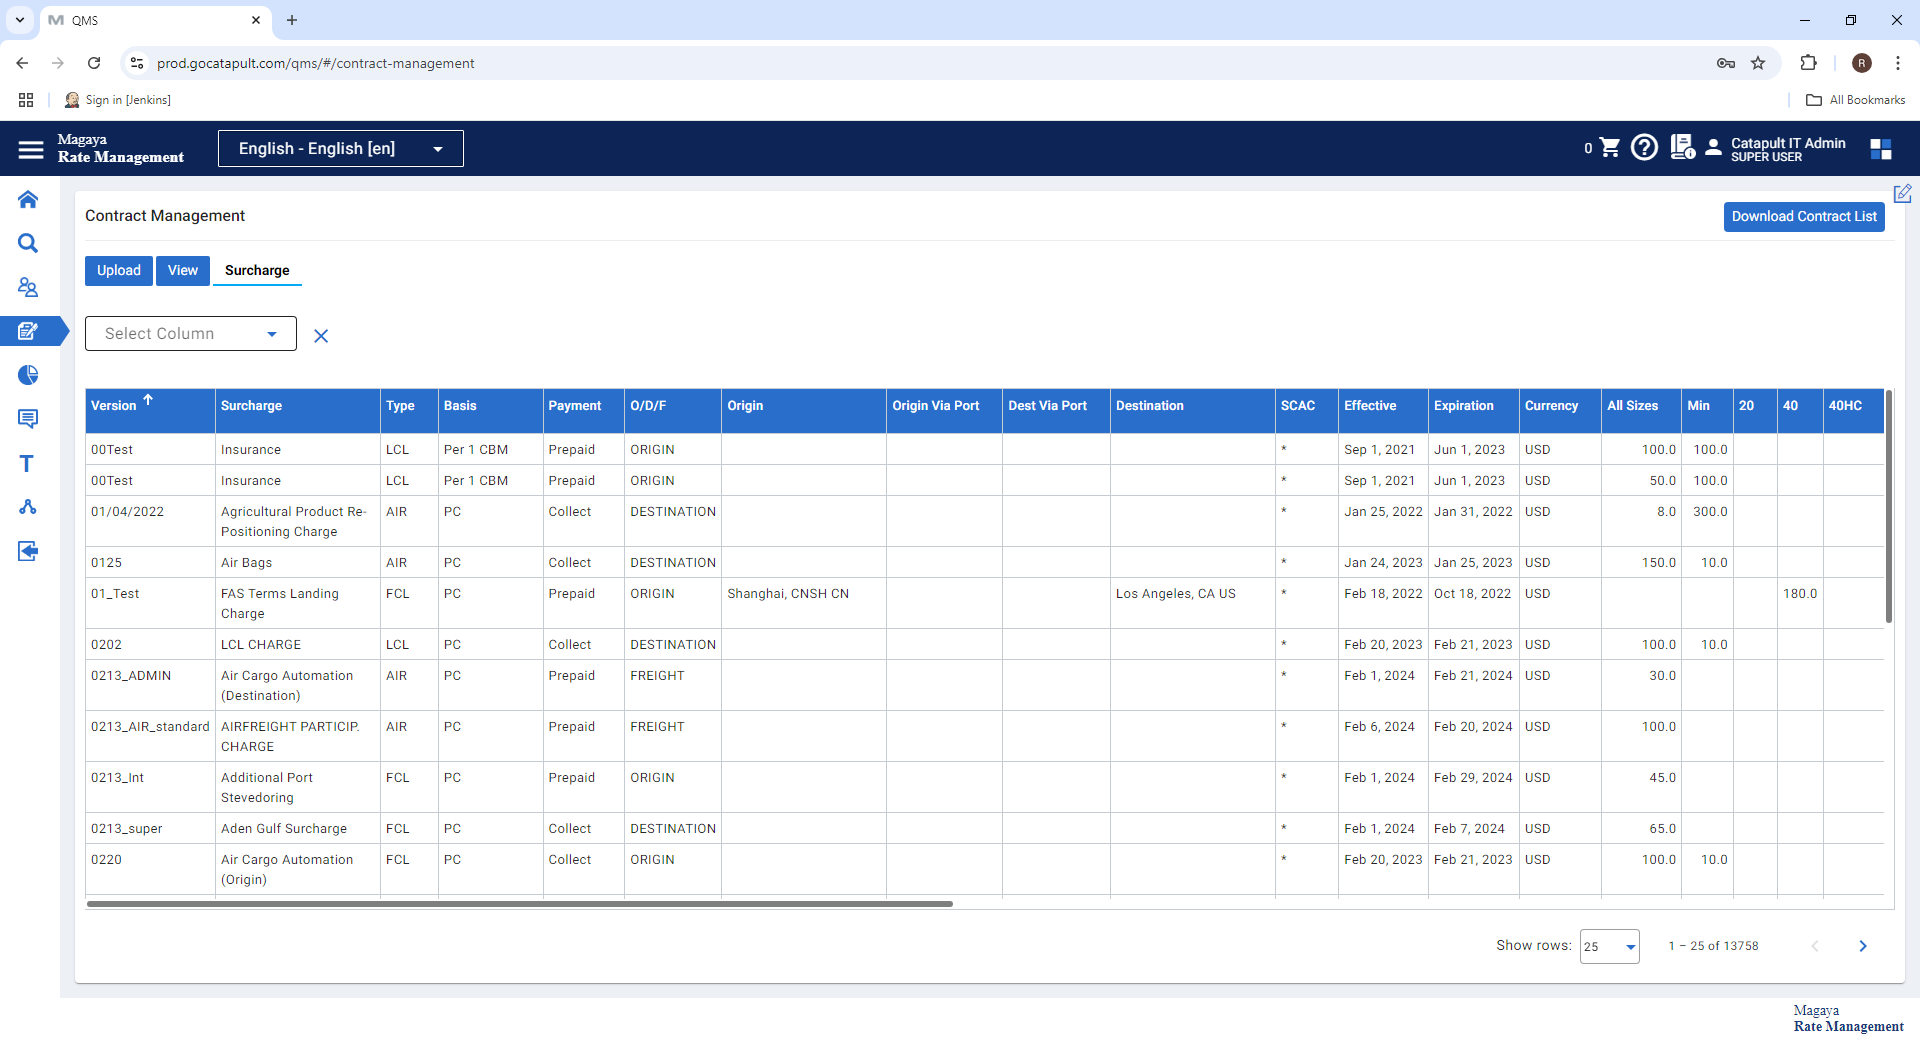 QMS
prod.gocatapult.com/qms/#/contract-management
R
Sign in [Jenkins]
All Bookmarks
Magaya
Rate Management
English - English [en]
0
Catapult IT Admin
SUPER USER
Contract Management
Download Contract List
Upload View Surcharge
Select Column
Version Surcharge Type Basis Payment O/D/F Origin Origin Via Port Dest Via Port Destination SCAC Effective Expiration Currency All Sizes Min 20 40 40HC
00Test Insurance LCL Per 1 CBM Prepaid ORIGIN * Sep 1, 2021 Jun 1, 2023 USD 100.0 100.0
00Test Insurance LCL Per 1 CBM Prepaid ORIGIN * Sep 1, 2021 Jun 1, 2023 USD 50.0 100.0
01/04/2022 Agricultural Product Re- AIR PC Collect DESTINATION * Jan 25, 2022 Jan 31, 2022 USD 8.0 300.0
Positioning Charge
0125 Air Bags AIR PC Collect DESTINATION * Jan 24, 2023 Jan 25, 2023 USD 150.0 10.0
01_Test FAS Terms Landing FCL PC Prepaid ORIGIN Shanghai, CNSH CN Los Angeles, CA US * Feb 18, 2022 Oct 18, 2022 USD 180.0
Charge
0202 LCL CHARGE LCL PC Collect DESTINATION * Feb 20, 2023 Feb 21, 2023 USD 100.0 10.0
0213_ADMIN Air Cargo Automation AIR PC Prepaid FREIGHT * Feb 1, 2024 Feb 21, 2024 USD 30.0
(Destination)
0213_AIR_standard AIRFREIGHT PARTICIP. AIR PC Prepaid FREIGHT * Feb 6, 2024 Feb 20, 2024 USD 100.0
CHARGE
0213_Int Additional Port FCL PC Prepaid ORIGIN * Feb 1, 2024 Feb 29, 2024 USD 45.0
Stevedoring
0213_super Aden Gulf Surcharge FCL PC Collect DESTINATION * Feb 1, 2024 Feb 7, 2024 USD 65.0
0220 Air Cargo Automation FCL PC Collect ORIGIN * Feb 20, 2023 Feb 21, 2023 USD 100.0 10.0
(Origin)
Show rows: 25 1 – 25 of 13758
Magaya
Rate Management